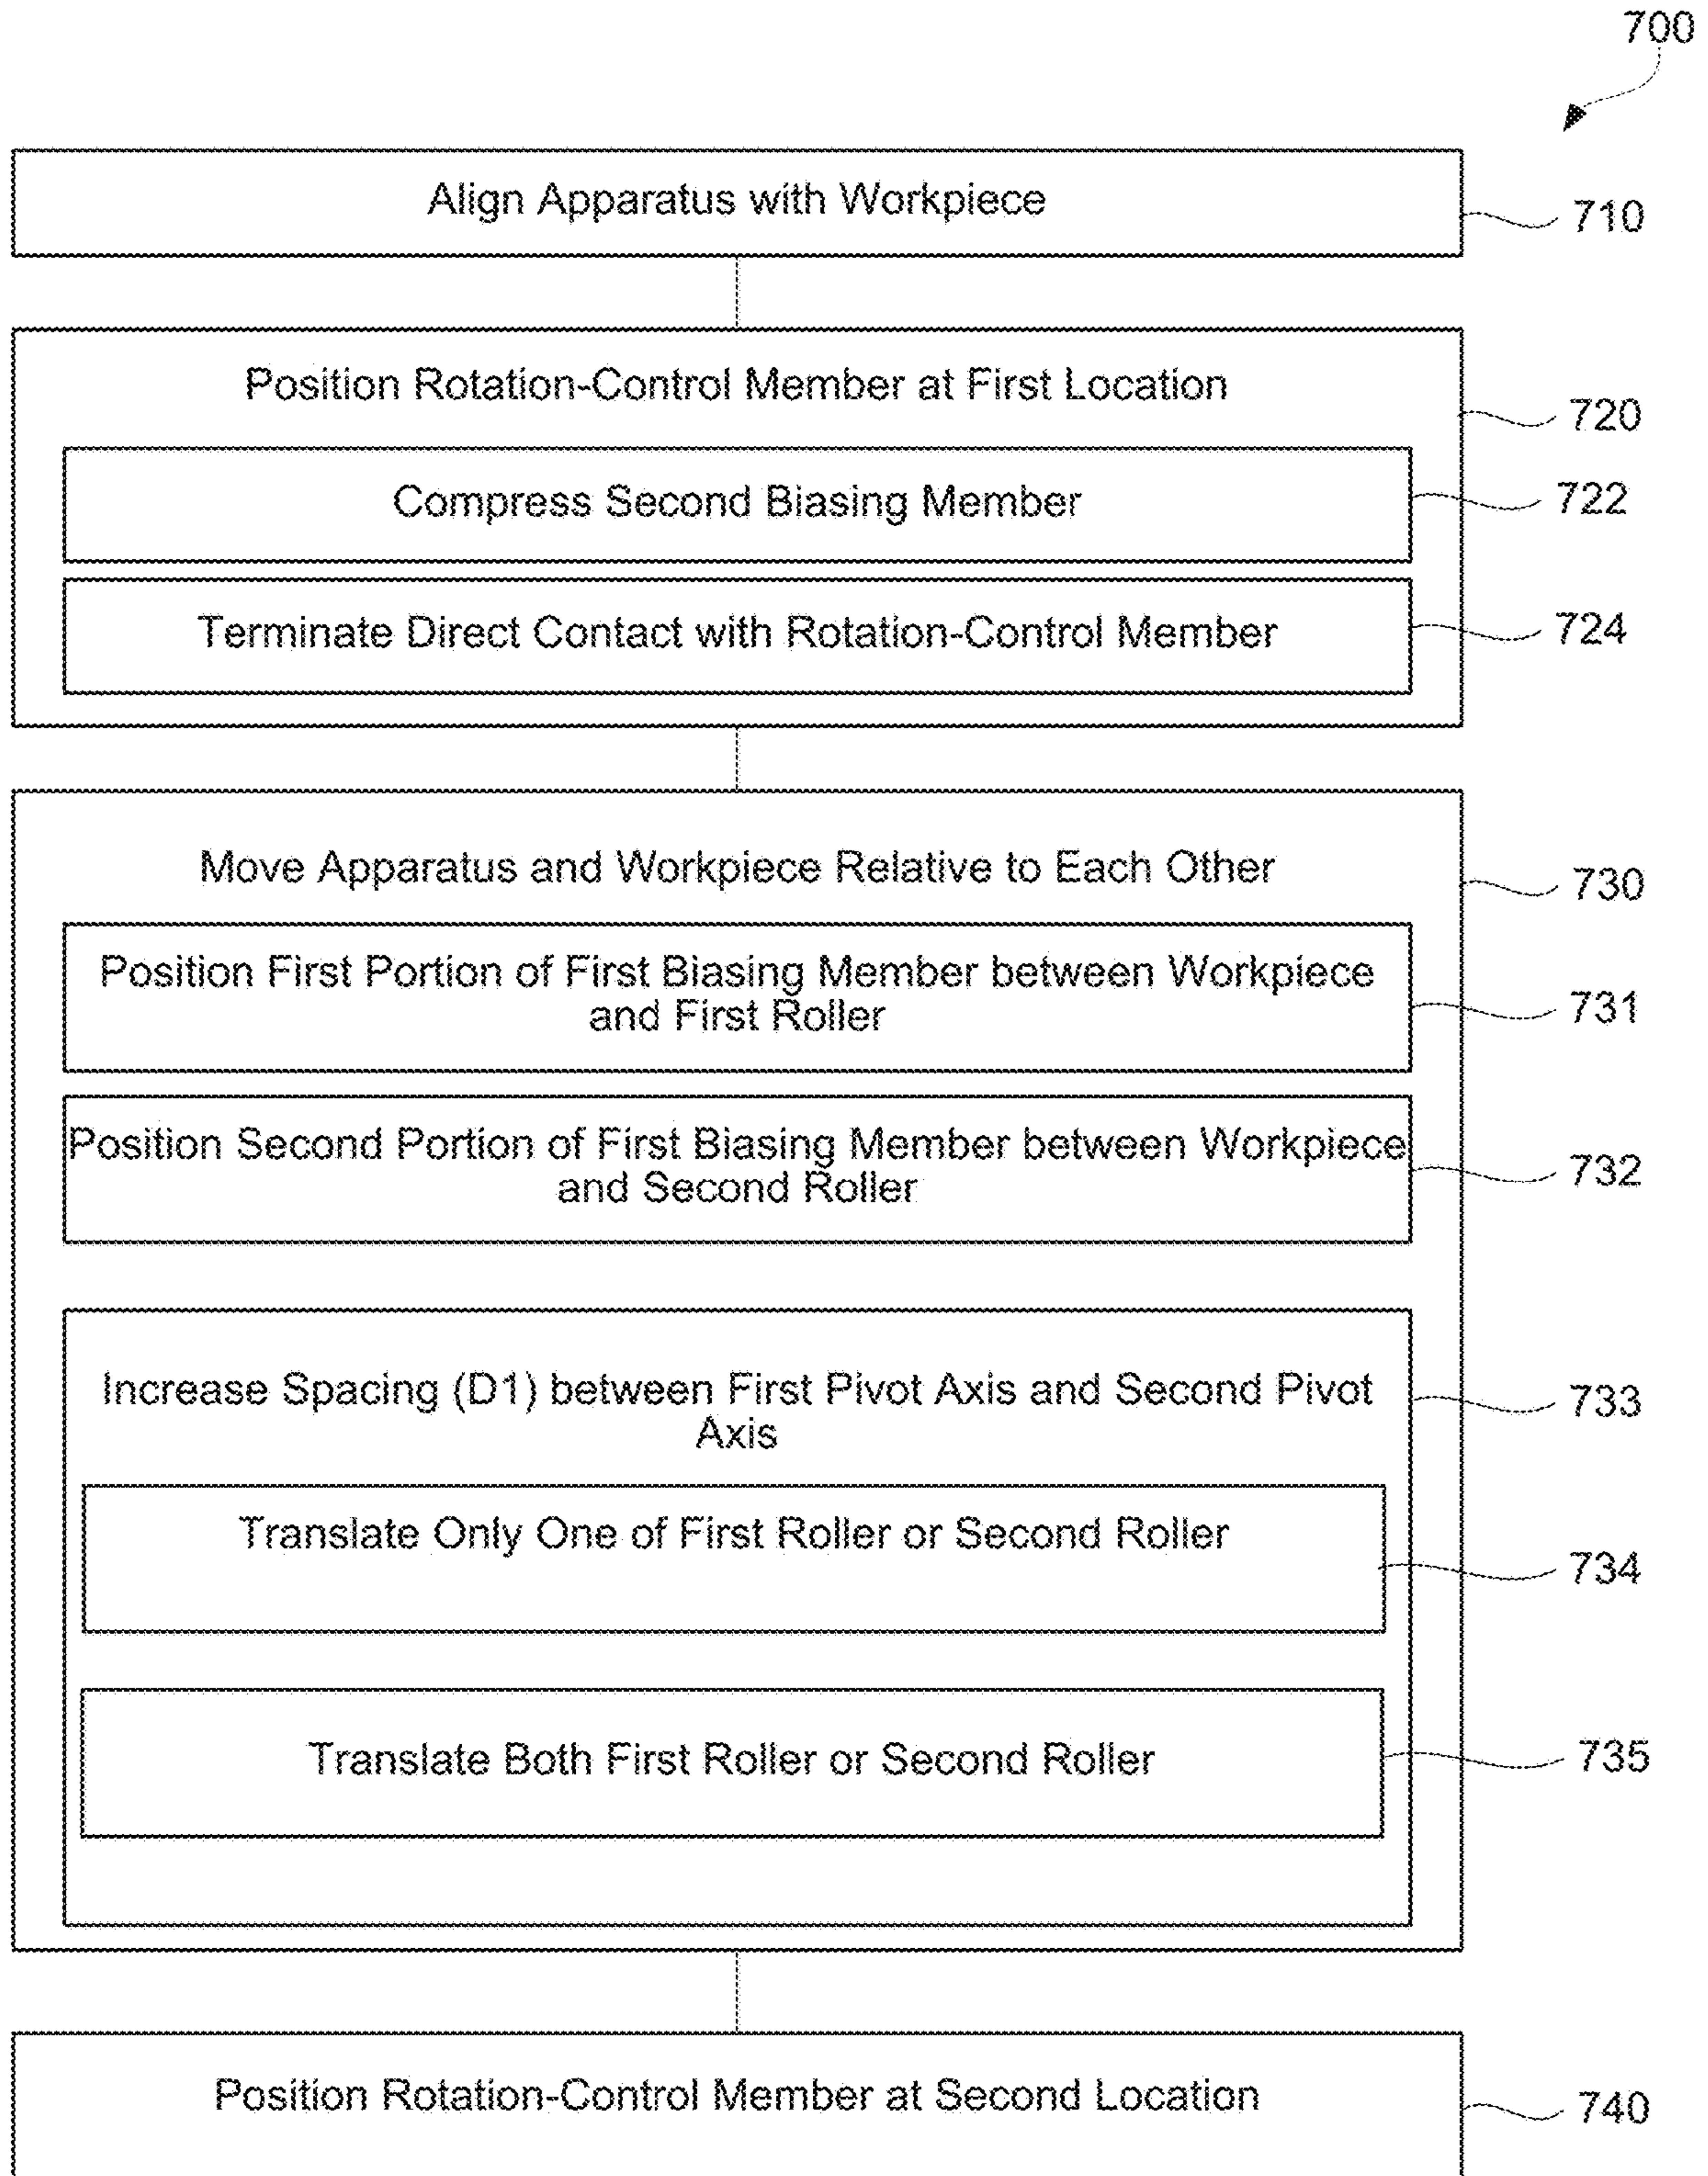 700
Align Apparatus with Workpiece
710
Position Rotation-Control Member at First Location
720
Compress Second Biasing Member
722
Terminate Direct Contact with Rotation-Control Member
724
Move Apparatus and Workpiece Relative to Each Other
730
Position First Portion of First Biasing Member between Workpiece
and First Roller
731
Position Second Portion of First Biasing Member between Workpiece
and Second Roller
732
Increase Spacing (D1) between First Pivot Axis and Second Pivot
Axis
733
Translate Only One of First Roller or Second Roller
734
Translate Both First Roller or Second Roller
735
Position Rotation-Control Member at Second Location
740